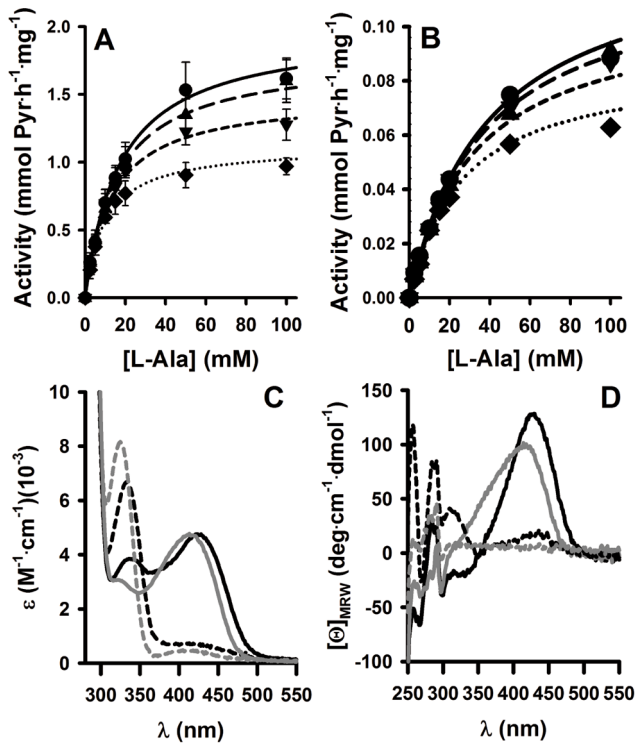 A
Activity (mmol Pyr·h⁻¹·mg⁻¹)
2.0
1.5
1.0
0.5
0.0
0 20 40 60 80 100
[L-Ala] (mM)
B
Activity (mmol Pyr·h⁻¹·mg⁻¹)
0.10
0.08
0.06
0.04
0.02
0.00
0 20 40 60 80 100
[L-Ala] (mM)
C
ε (M⁻¹·cm⁻¹)(10⁻³)
10
8
6
4
2
0
300 350 400 450 500 550
λ (nm)
D
[Θ]MRW (deg·cm⁻¹·dmol⁻¹)
150
100
50
0
-50
-100
250 300 350 400 450 500 550
λ (nm)